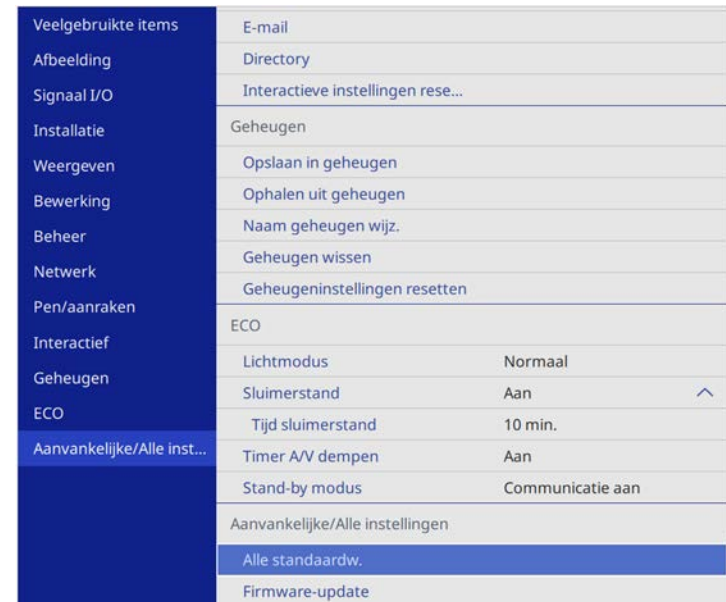 Veelgebruikte items
Afbeelding
Signaal I/O
Installatie
Weergeven
Bewerking
Beheer
Netwerk
Pen/aanraken
Interactief
Geheugen
ECO
Aanvankelijke/Alle inst...
E-mail
Directory
Interactieve instellingen rese...
Geheugen
Opslaan in geheugen
Ophalen uit geheugen
Naam geheugen wijz.
Geheugen wissen
Geheugeninstellingen resetten
ECO
Lichtmodus Normaal
Sluimerstand Aan
Tijd sluimerstand 10 min.
Timer A/V dempen Aan
Stand-by modus Communicatie aan
Aanvankelijke/Alle instellingen
Alle standaardw.
Firmware-update